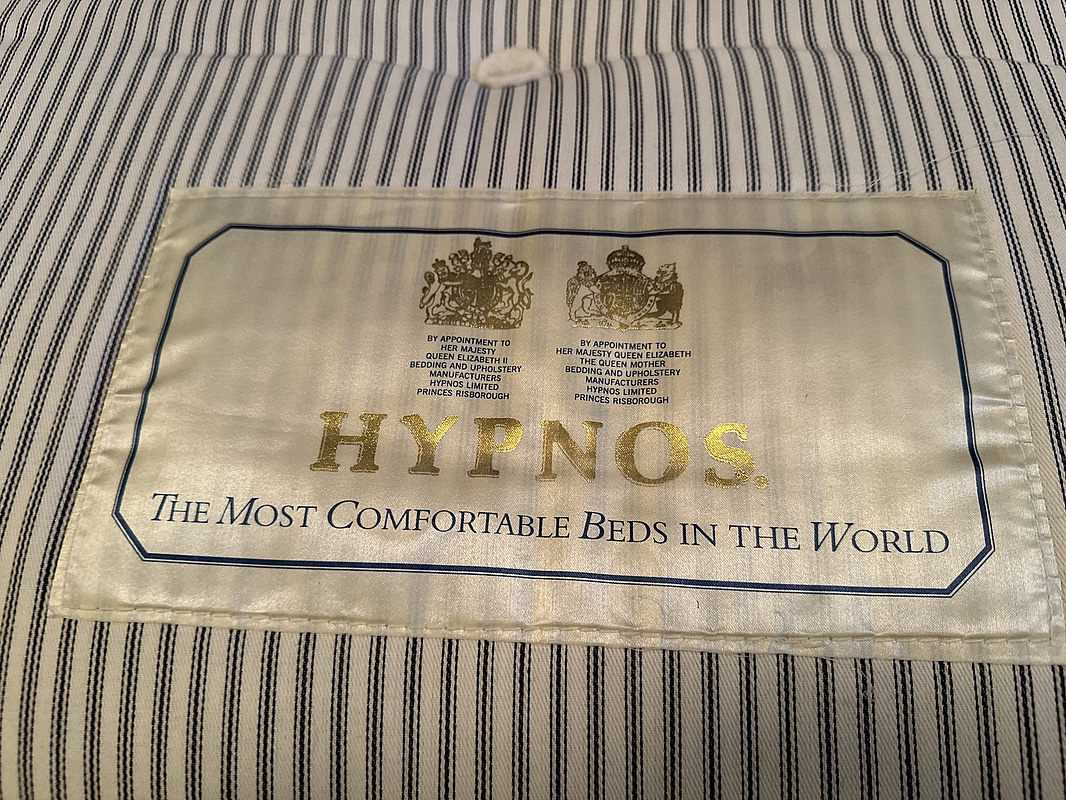 BY APPOINTMENT TO
HER MAJESTY
QUEEN ELIZABETH II
BEDDING AND UPHOLSTERY
MANUFACTURERS
HYPNOS LIMITED
PRINCES RISBOROUGH
BY APPOINTMENT TO
HER MAJESTY QUEEN ELIZABETH
THE QUEEN MOTHER
BEDDING AND UPHOLSTERY
MANUFACTURERS
HYPNOS LIMITED
PRINCES RISBOROUGH
HYPNOS.
THE MOST COMFORTABLE BEDS IN THE WORLD